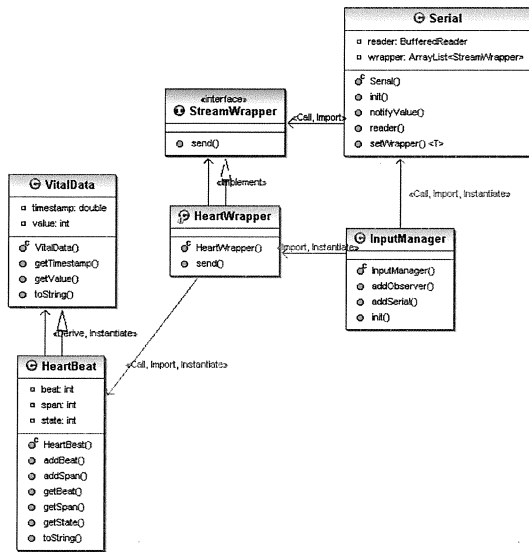 Serial
reader: BufferedReader
wrapper: ArrayList<StreamWrapper>
Serial()
init()
notifyValue()
reader()
setWrapper() <T>
«interface»
StreamWrapper
send()
«Call, Import»
«Implement»
«Call, Import, Instantiate»
VitalData
timestamp: double
value: int
VitalData()
getTimestamp()
getValue()
toString()
HeartWrapper
HeartWrapper()
send()
«Import, Instantiate»
InputManager
InputManager()
addObserver()
addSerial()
init()
«Derive, Instantiate»
«Call, Import, Instantiate»
HeartBeat
beat: int
span: int
state: int
HeartBeat()
addBeat()
addSpan()
getBeat()
getSpan()
getState()
toString()